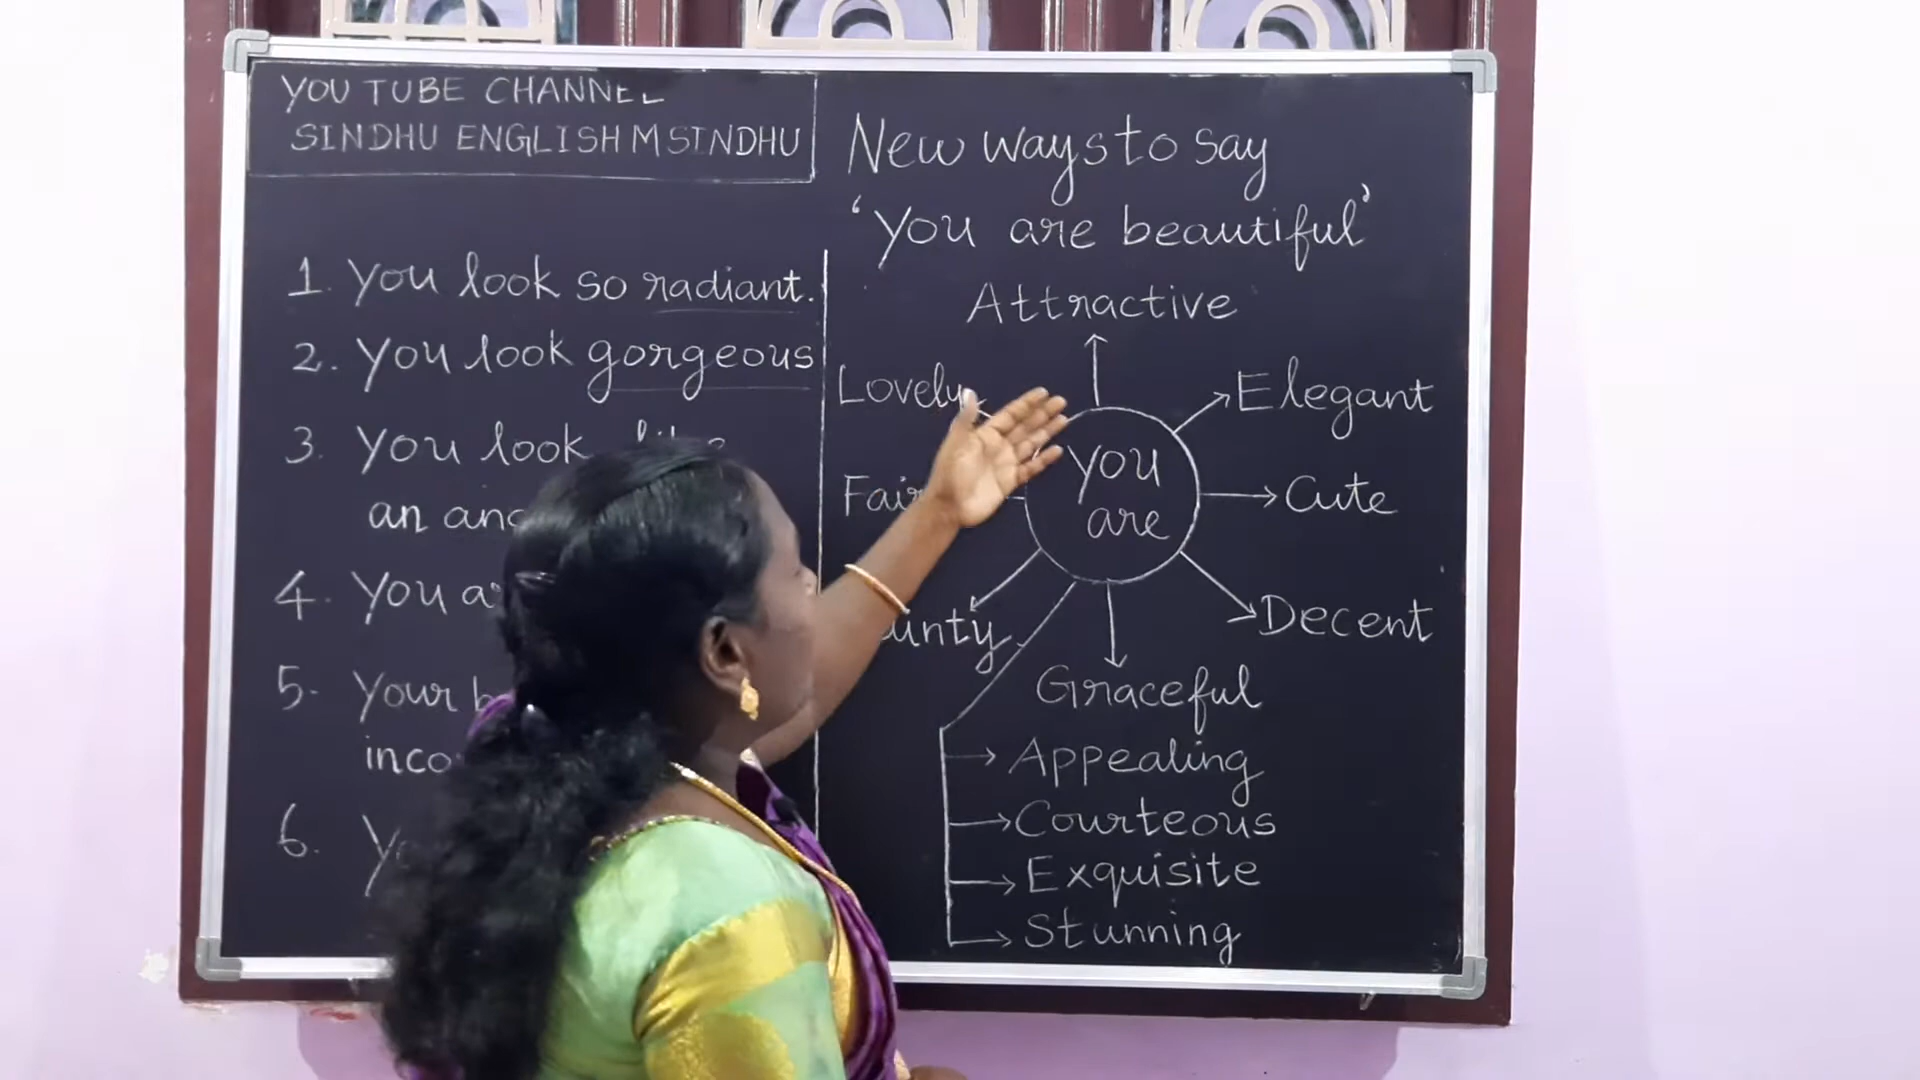 YOU TUBE CHANNEL
SINDHU ENGLISH M SINDHU
New ways to say
'You are beautiful'
1. You look so radiant.
2. You look gorgeous
3. You look
an
4. You
5. Your
6.
Attractive
Lovely
Elegant
Fair
You
are
Cute
Decent
Graceful
Appealing
Courteous
Exquisite
Stunning